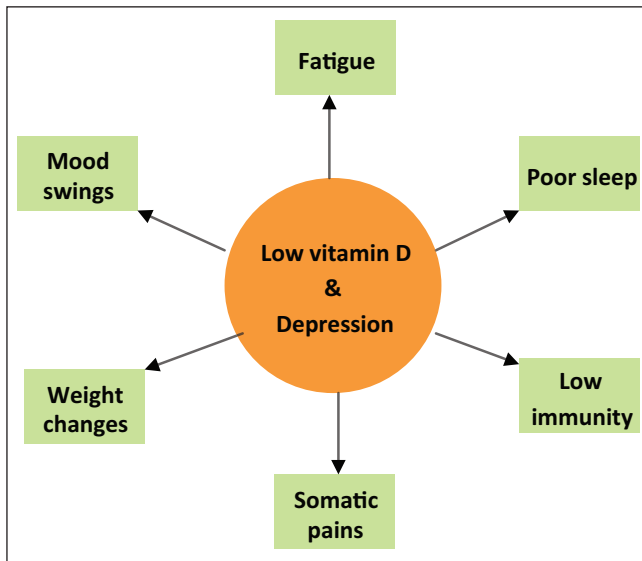 Fatigue
Mood
swings
Poor sleep
Low vitamin D
&
Depression
Weight
changes
Low
immunity
Somatic
pains